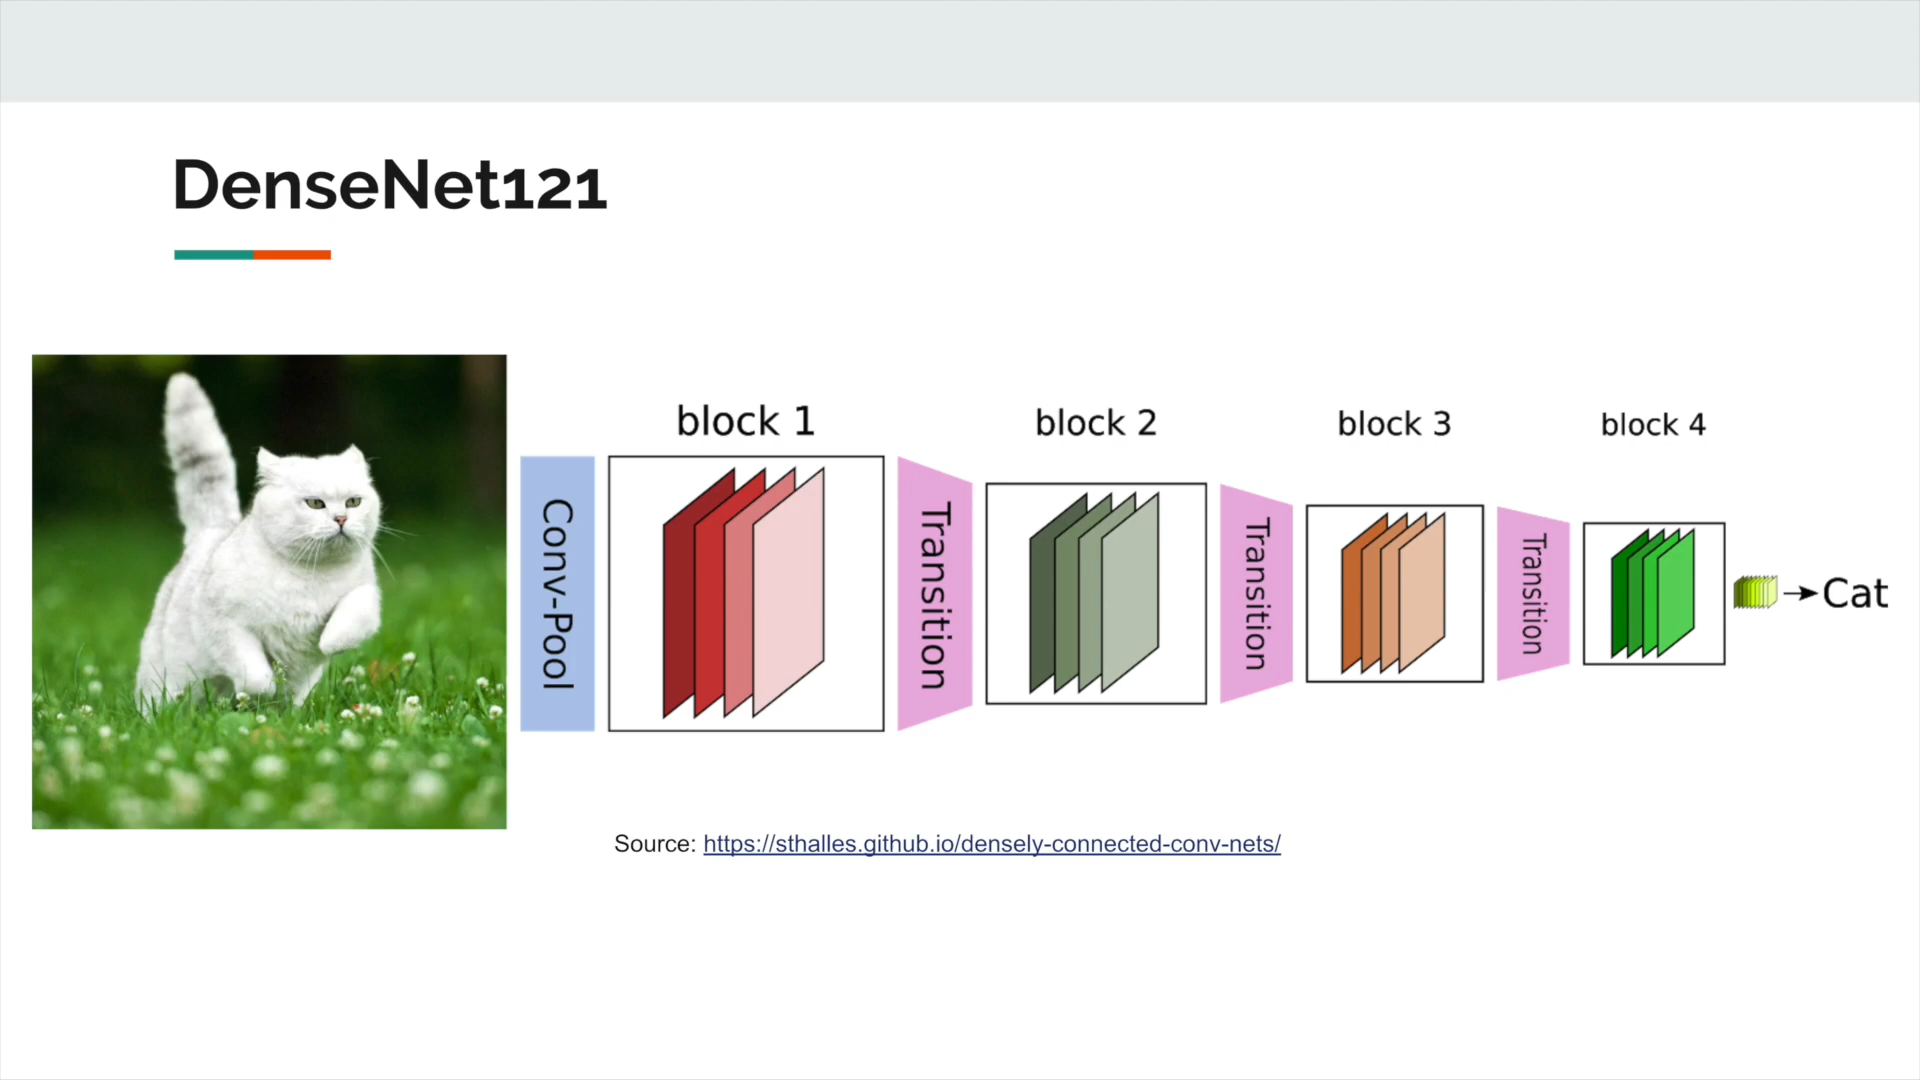 DenseNet121
block 1
block 2
block 3
block 4
Conv-Pool
Transition
Transition
Transition
Cat
Source: https://sthalles.github.io/densely-connected-conv-nets/